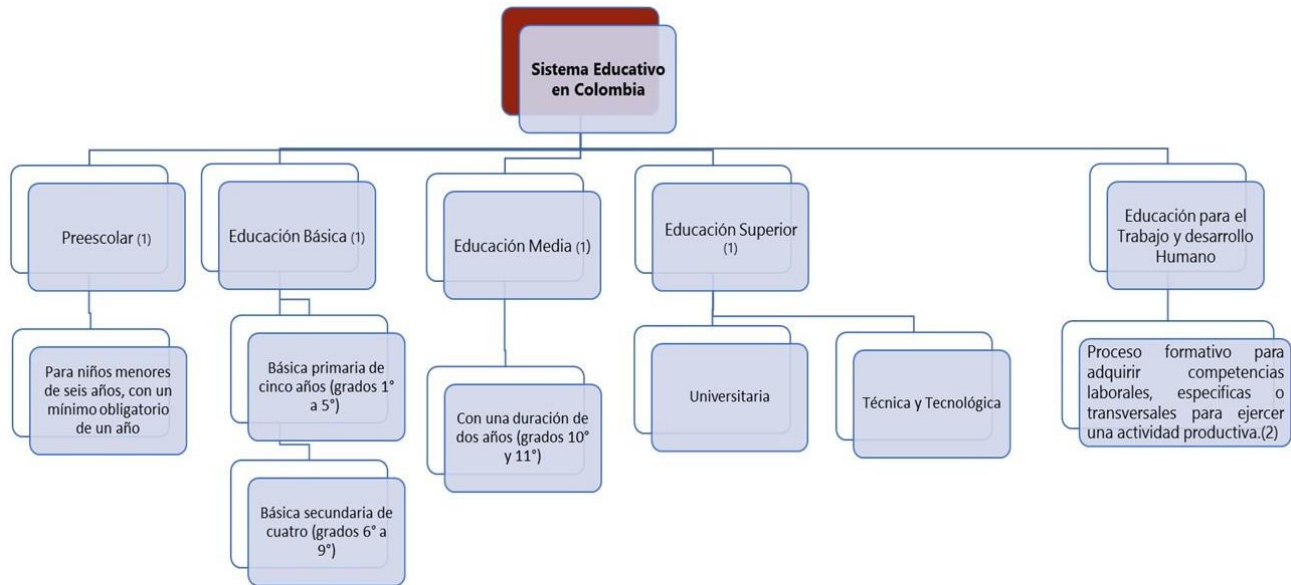 Sistema Educativo
en Colombia
Preescolar (1)
Educación Básica (1)
Educación Media (1)
Educación Superior
(1)
Educación para el
Trabajo y desarrollo
Humano
Para niños menores
de seis años, con un
mínimo obligatorio
de un año
Básica primaria de
cinco años (grados 1°
a 5°)
Básica secundaria de
cuatro (grados 6° a
9°)
Con una duración de
dos años (grados 10°
y 11°)
Universitaria
Técnica y Tecnológica
Proceso formativo para
adquirir competencias
laborales, especificas o
transversales para ejercer
una actividad productiva.(2)